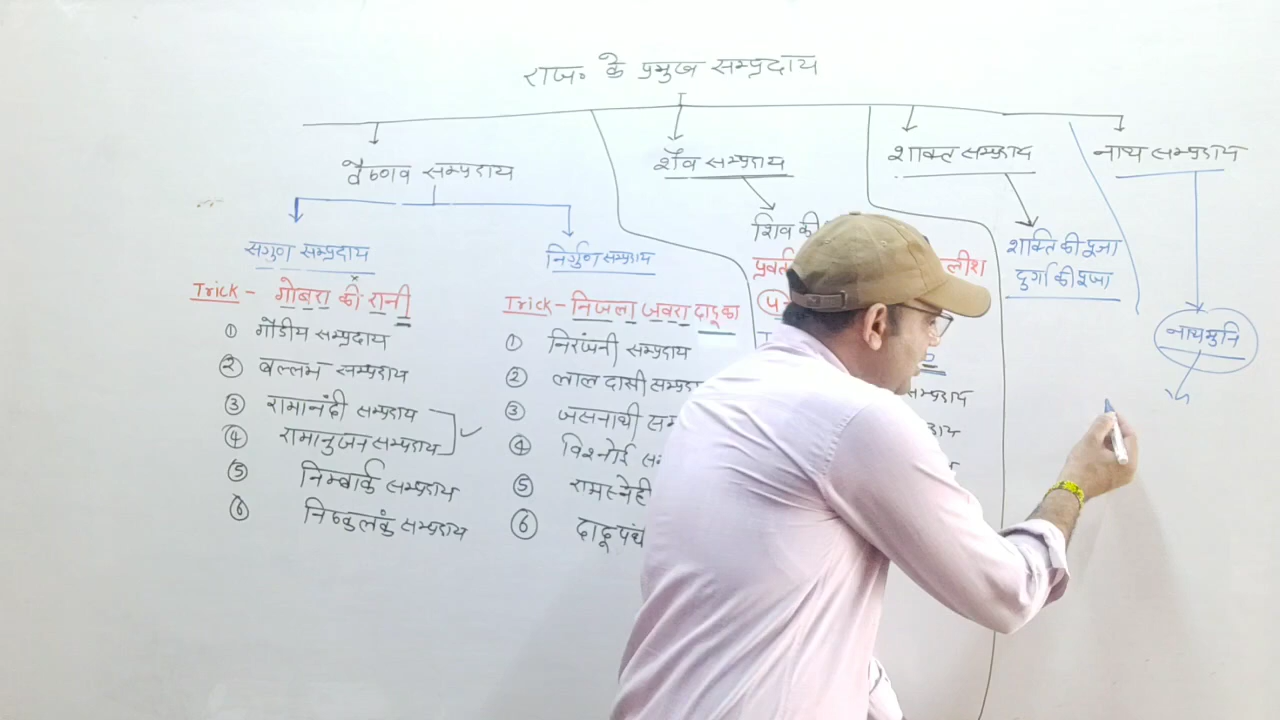 राज० के प्रमुख सम्प्रदाय
वैष्णव सम्प्रदाय
सगुण सम्प्रदाय
Trick - गोबरा की रानी
① गौडीय सम्प्रदाय
② वल्लभ सम्प्रदाय
③ रामानंदी सम्प्रदाय
④ रामानुजन सम्प्रदाय
⑤ निम्बार्क सम्प्रदाय
⑥ निष्कलंक सम्प्रदाय
निर्गुण सम्प्रदाय
Trick - निजला जबरा दादू का
① निरंजनी सम्प्रदाय
② लाल दासी सम्प्रदा
③ जसनाथी सम
④ विश्नोई सम
⑤ रामस्नेही
⑥ दादू पंथ
शैव सम्प्रदाय
शिव की
शाक्त सम्प्रदाय
शक्ति की पूजा
दुर्गा की पूजा
नाथ सम्प्रदाय
नाथमुनि